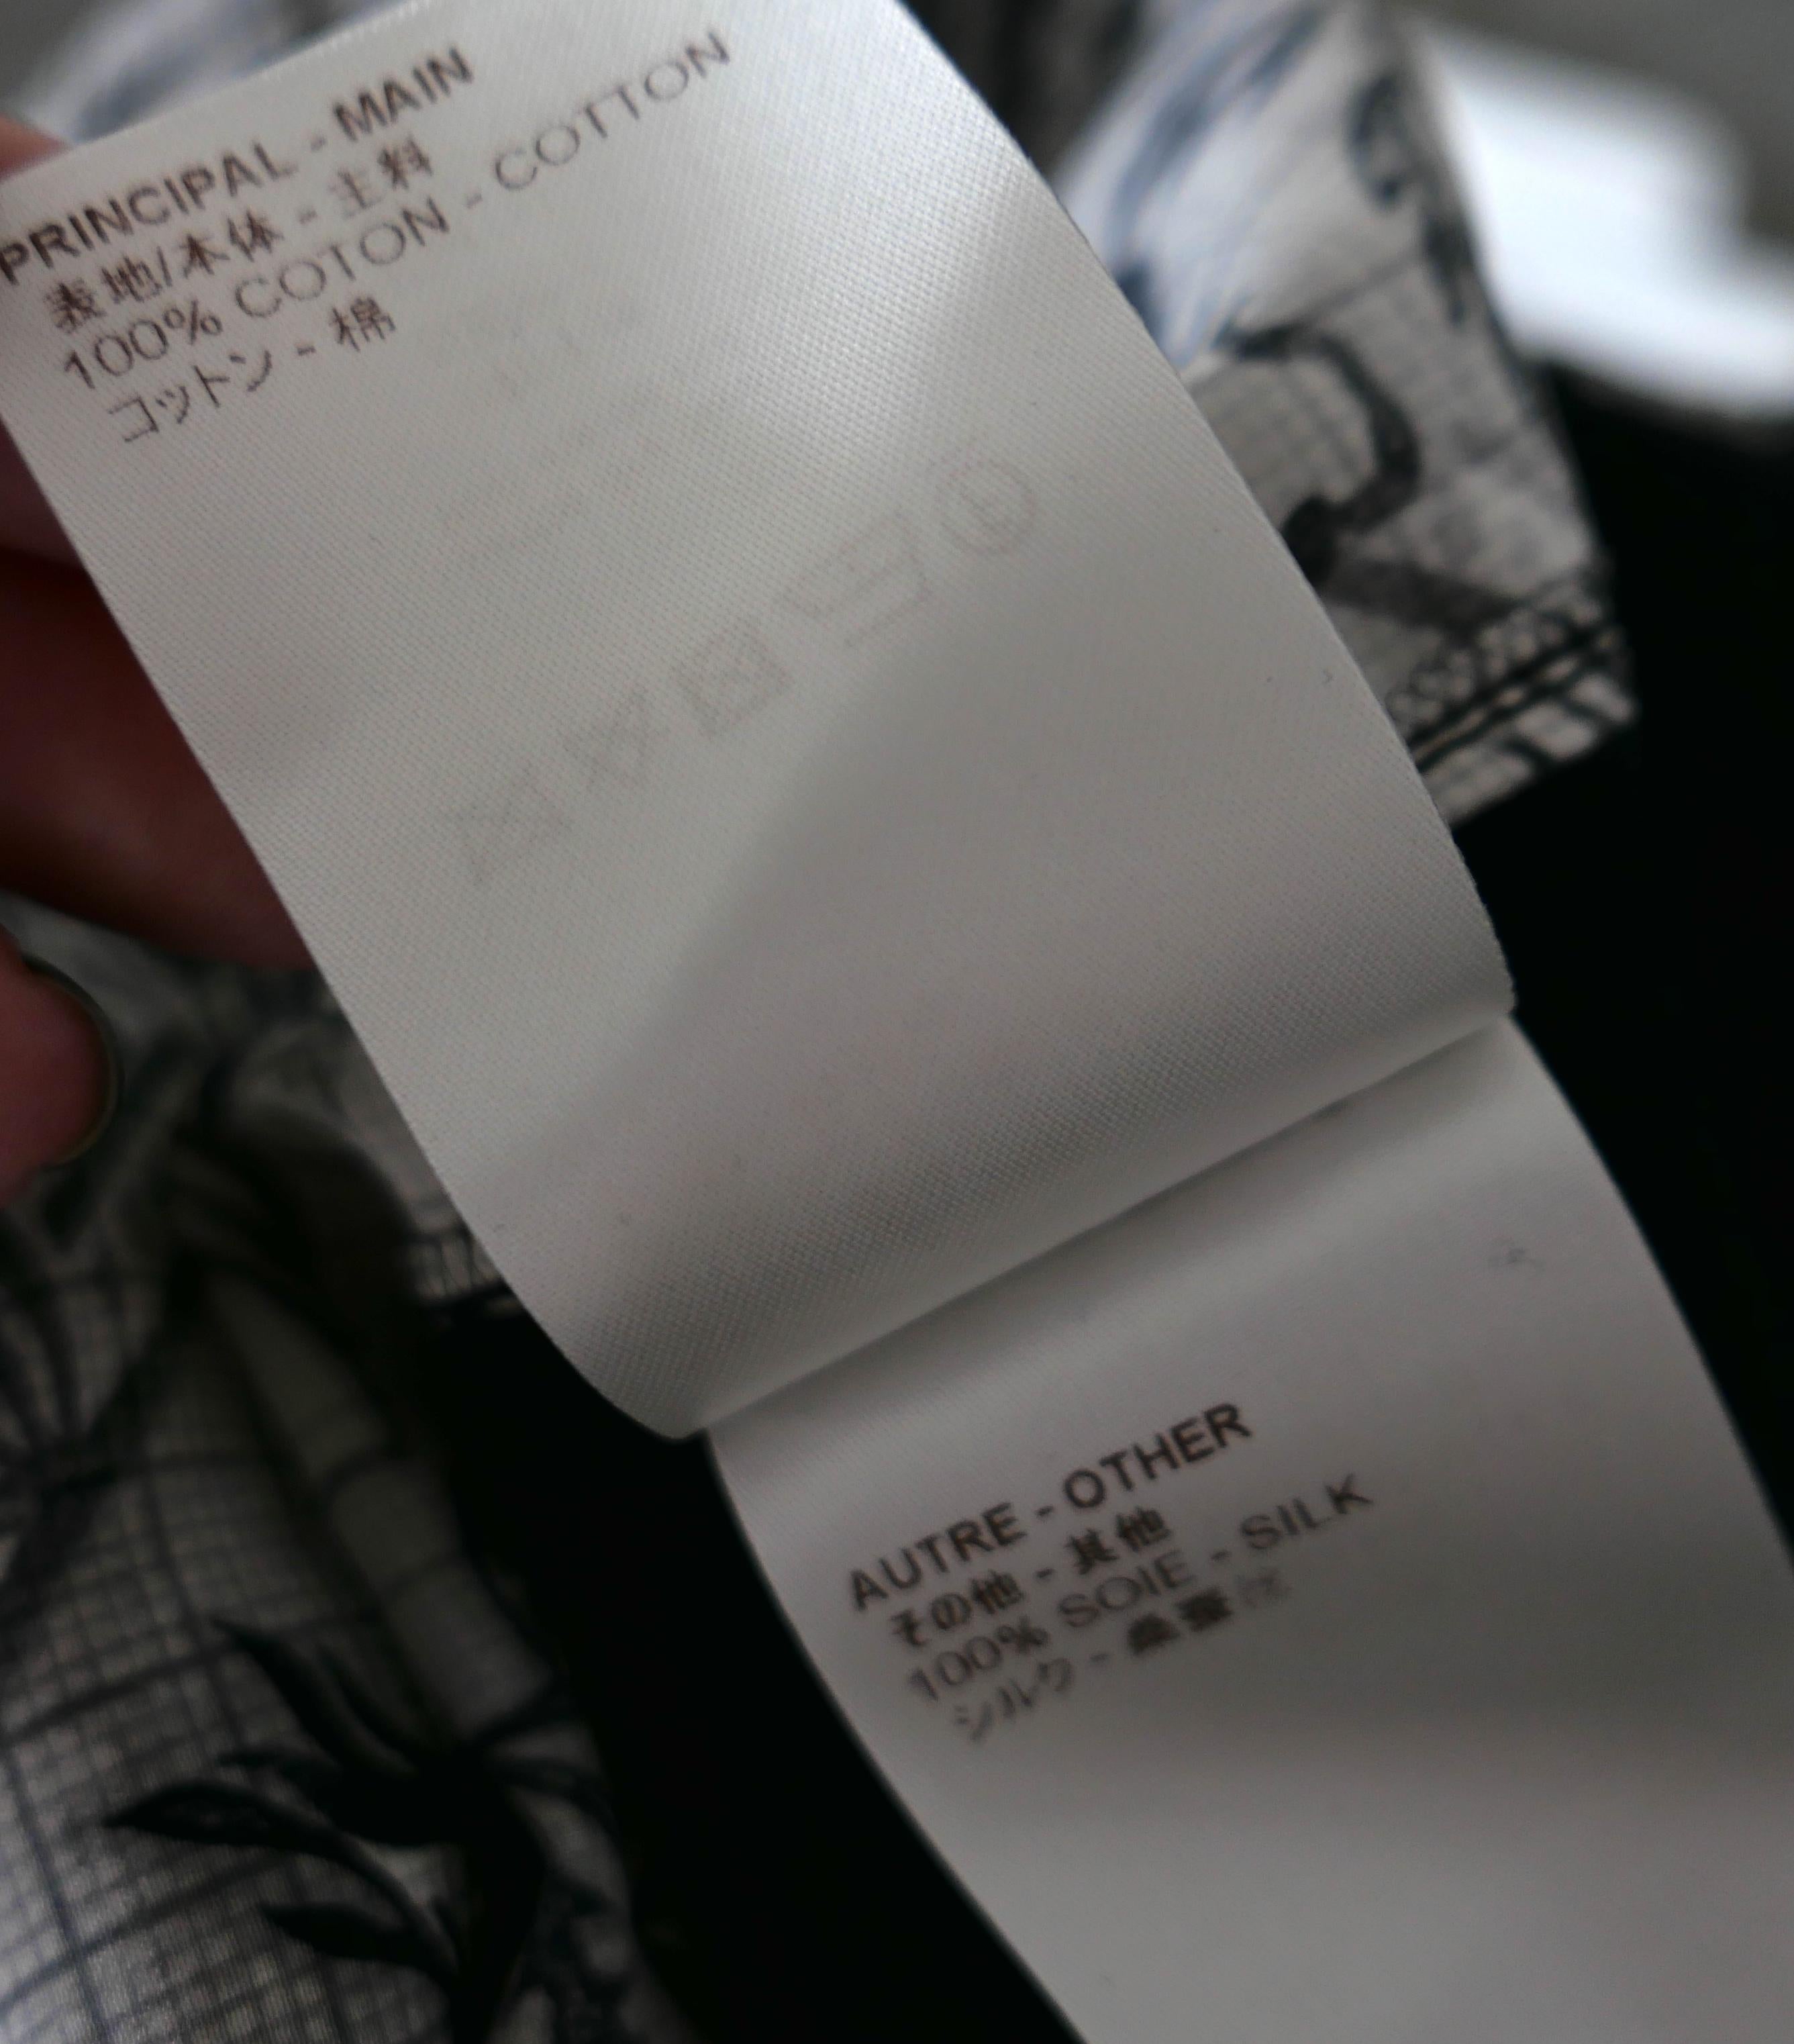 PRINCIPAL - MAIN
表地/本体 - 主料
100% COTON - COTTON
コットン - 棉
AUTRE - OTHER
その他 - 其他
100% SOIE - SILK
シルク - 桑蚕